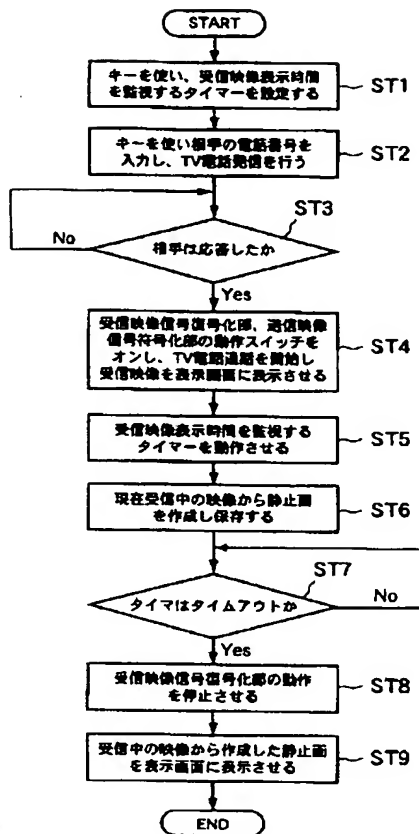 START
キーを使い、受信映像表示時間
を監視するタイマーを設定する
ST1
キーを使い相手の電話番号を
入力し、TV電話発信を行う
ST2
ST3
相手は応答したか
No
Yes
受信映像信号復号化部、送信映像
信号符号化部の動作スイッチを
オンし、TV電話通話を開始し
受信映像を表示画面に表示させる
ST4
受信映像表示時間を監視する
タイマーを動作させる
ST5
現在受信中の映像から静止画
を作成し保存する
ST6
ST7
タイマはタイムアウトか
No
Yes
受信映像信号復号化部の動作
を停止させる
ST8
受信中の映像から作成した静止画
を表示画面に表示させる
ST9
END